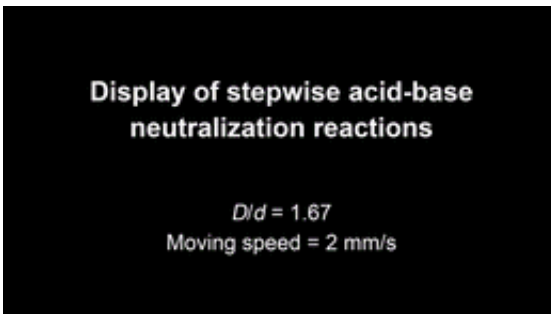 Display of stepwise acid-base
neutralization reactions
D/d = 1.67
Moving speed = 2 mm/s